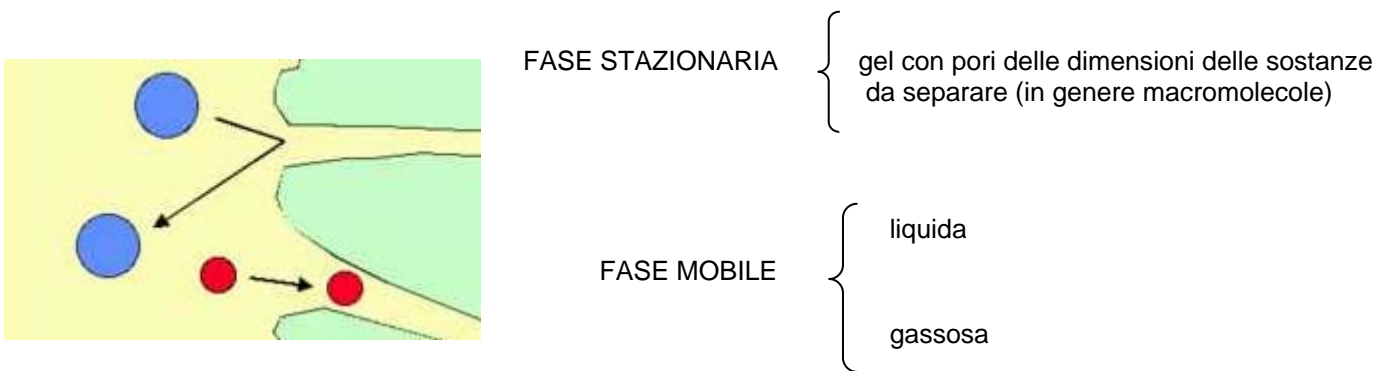 FASE STAZIONARIA
gel con pori delle dimensioni delle sostanze
da separare (in genere macromolecole)
FASE MOBILE
liquida
gassosa